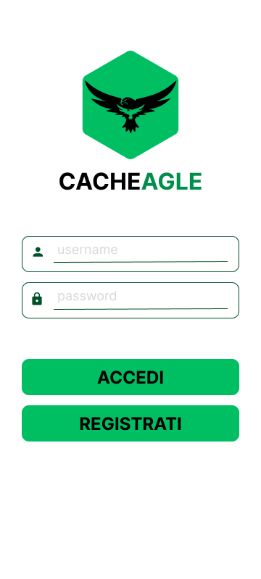 CACHEAGLE
username
password
ACCEDI
REGISTRATI